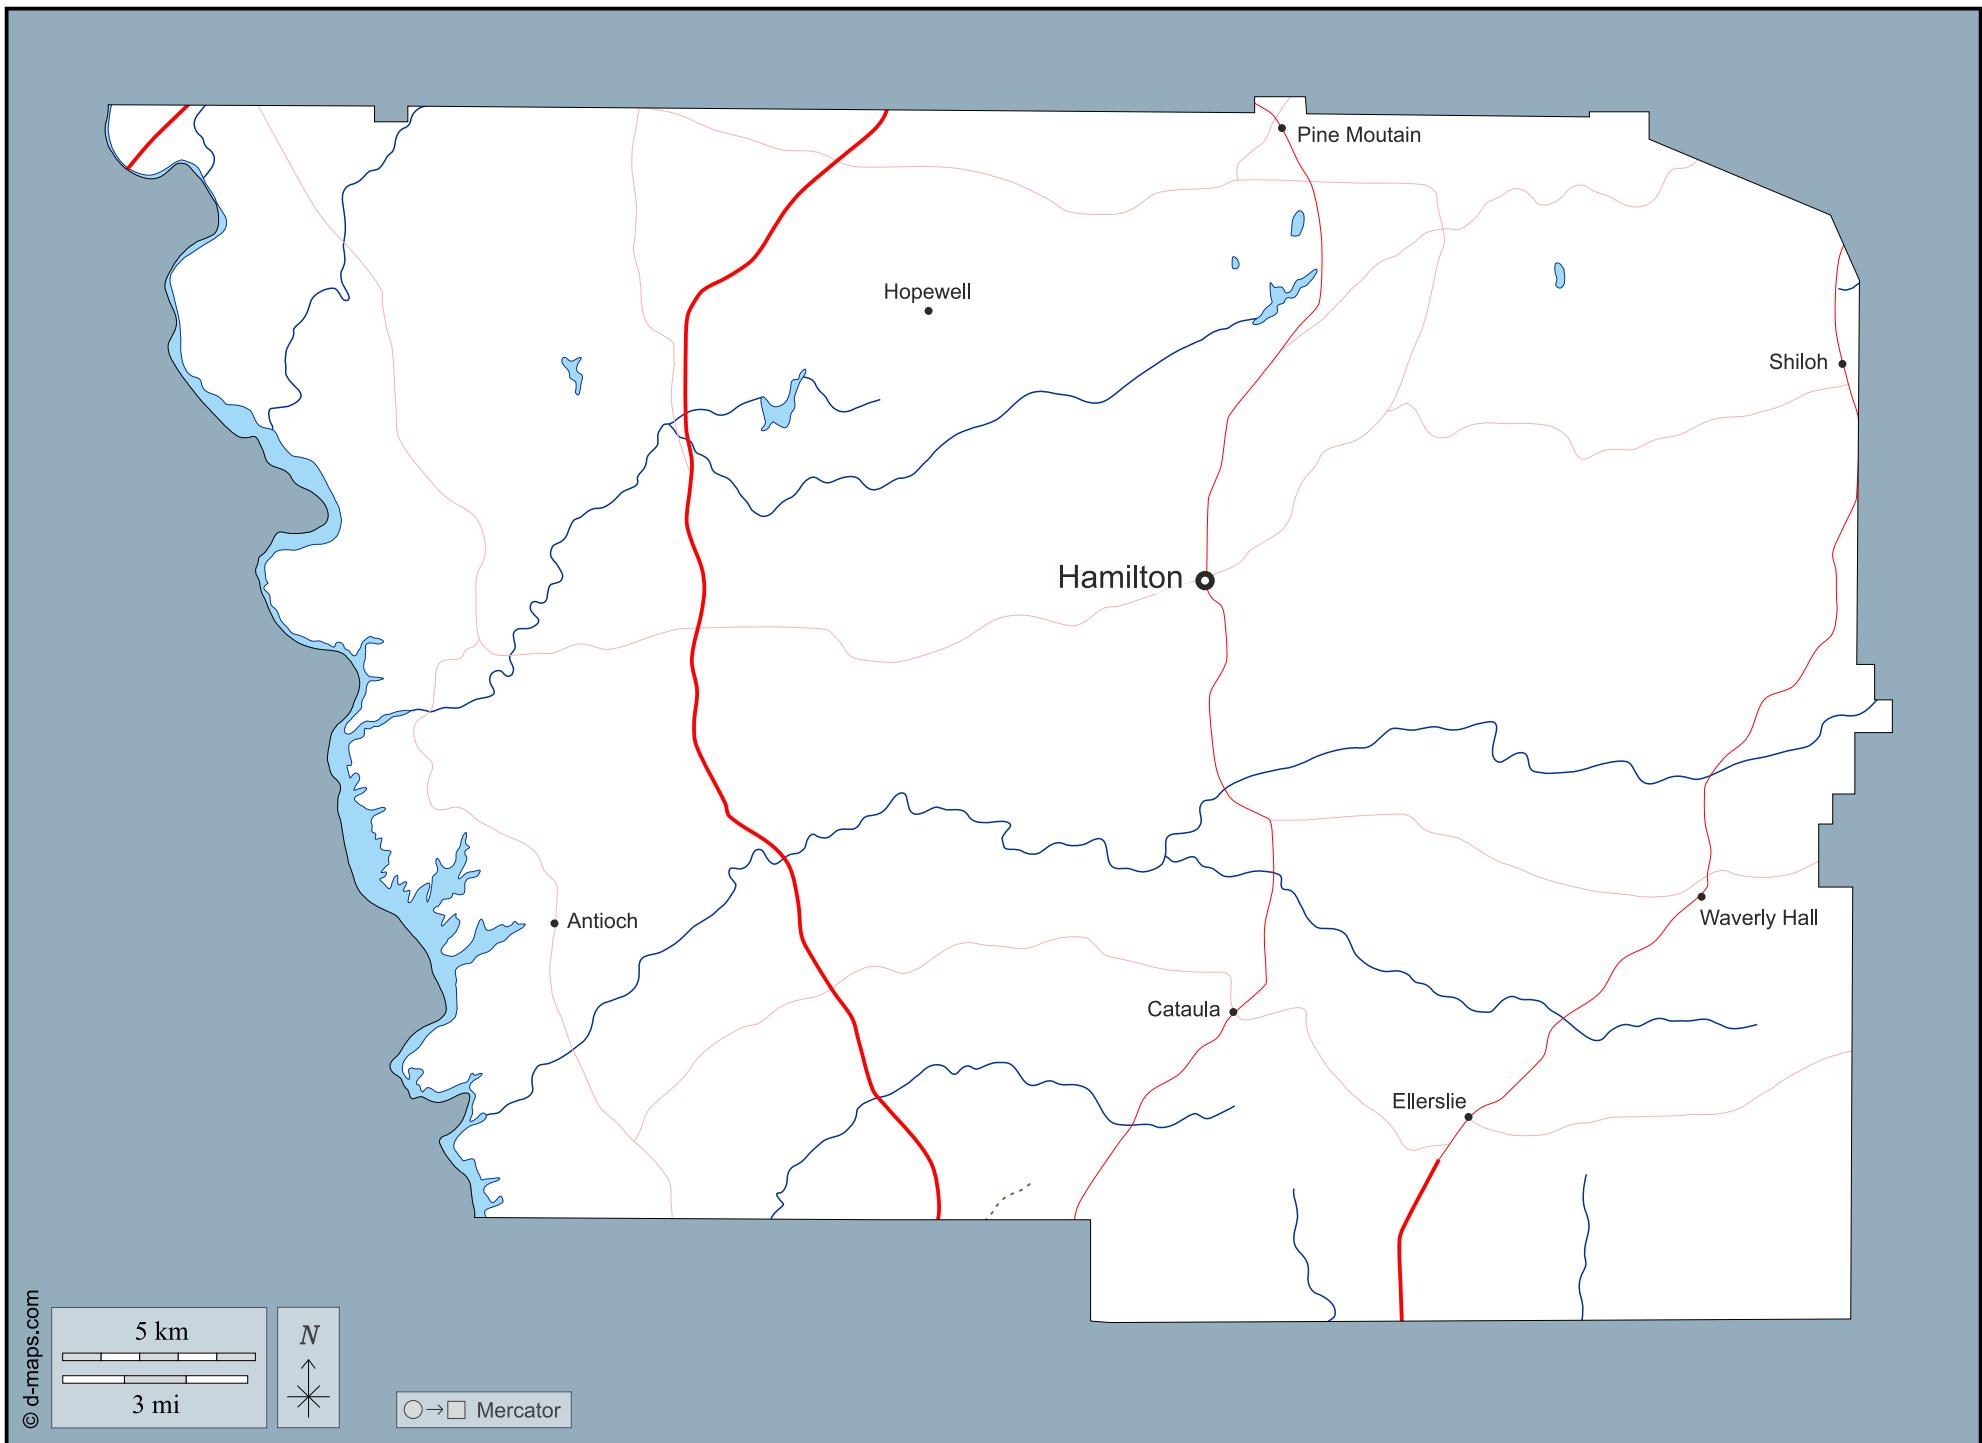 Pine Moutain
Hopewell
Shiloh
Hamilton
Antioch
Waverly Hall
Cataula
Ellerslie
© d-maps.com
5 km
3 mi
N
Mercator